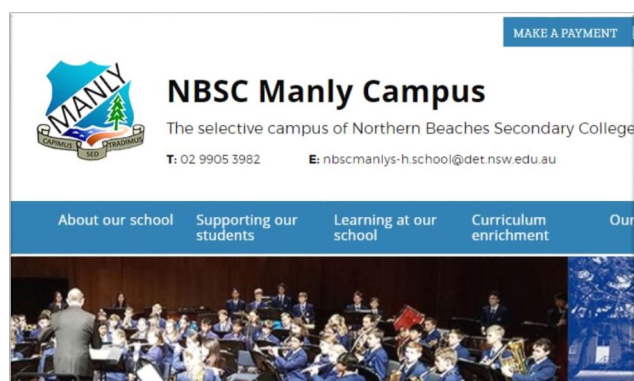 MAKE A PAYMENT
MANLY
CAPIMUS SED TRADIMUS
NBSC Manly Campus
The selective campus of Northern Beaches Secondary College
T: 02 9905 3982 E: nbscmanlys-h.school@det.nsw.edu.au
About our school
Supporting our
students
Learning at our
school
Curriculum
enrichment
Our